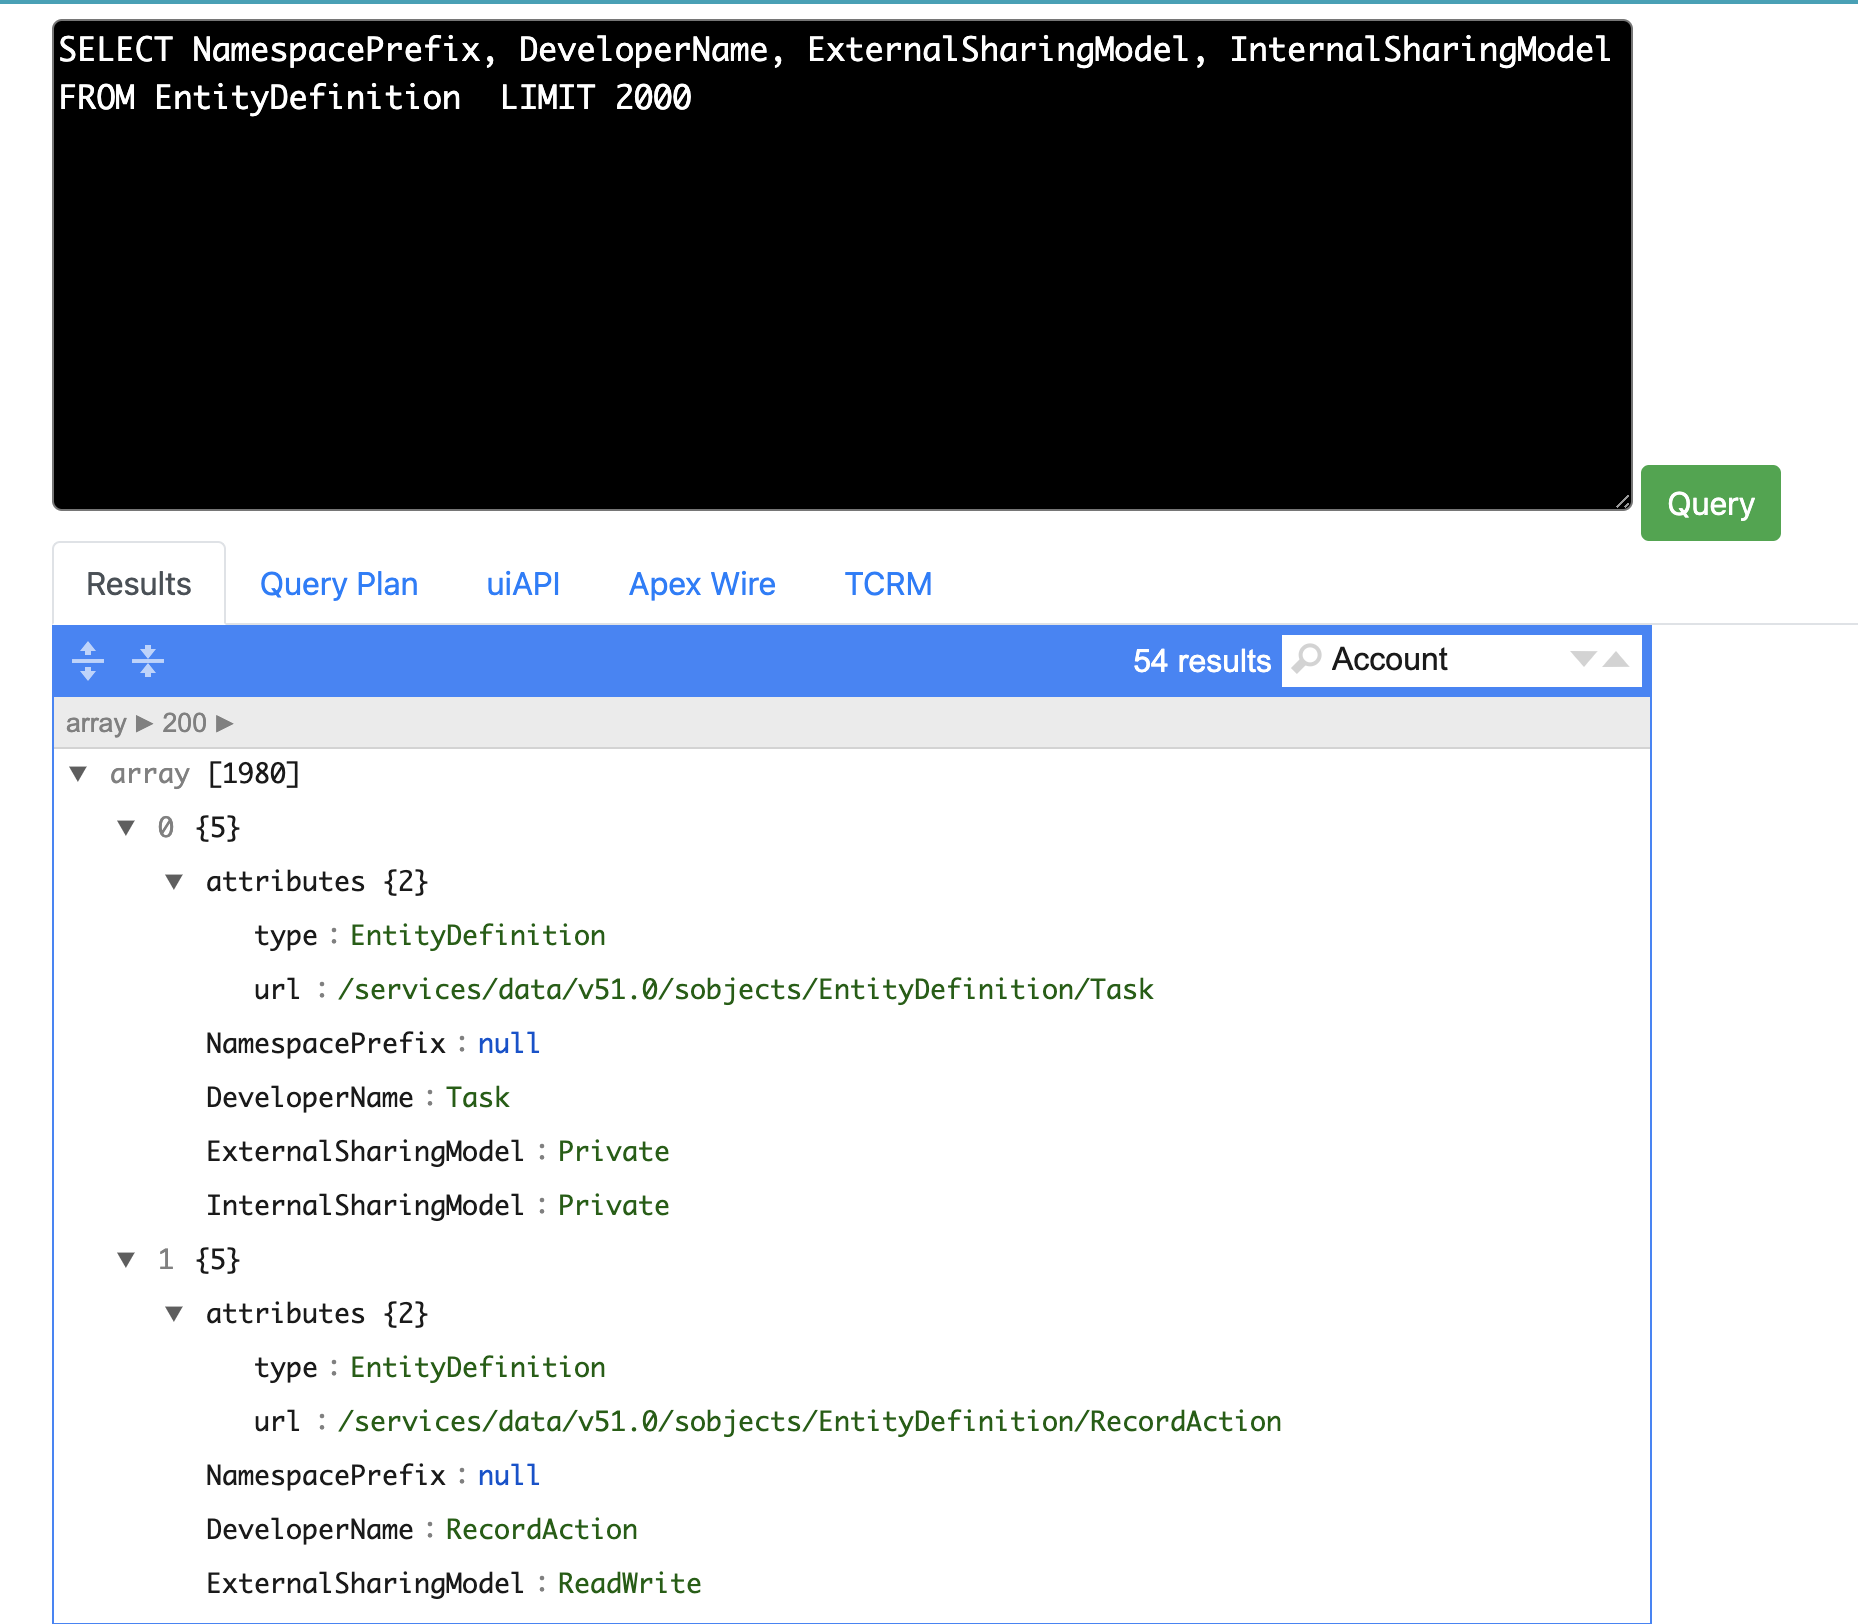 SELECT NamespacePrefix, DeveloperName, ExternalSharingModel, InternalSharingModel
FROM EntityDefinition  LIMIT 2000
Query
Results Query Plan uiAPI Apex Wire TCRM
54 results Account
array ► 200 ►
▼ array [1980]
▼ 0 {5}
▼ attributes {2}
type : EntityDefinition
url : /services/data/v51.0/sobjects/EntityDefinition/Task
NamespacePrefix : null
DeveloperName : Task
ExternalSharingModel : Private
InternalSharingModel : Private
▼ 1 {5}
▼ attributes {2}
type : EntityDefinition
url : /services/data/v51.0/sobjects/EntityDefinition/RecordAction
NamespacePrefix : null
DeveloperName : RecordAction
ExternalSharingModel : ReadWrite